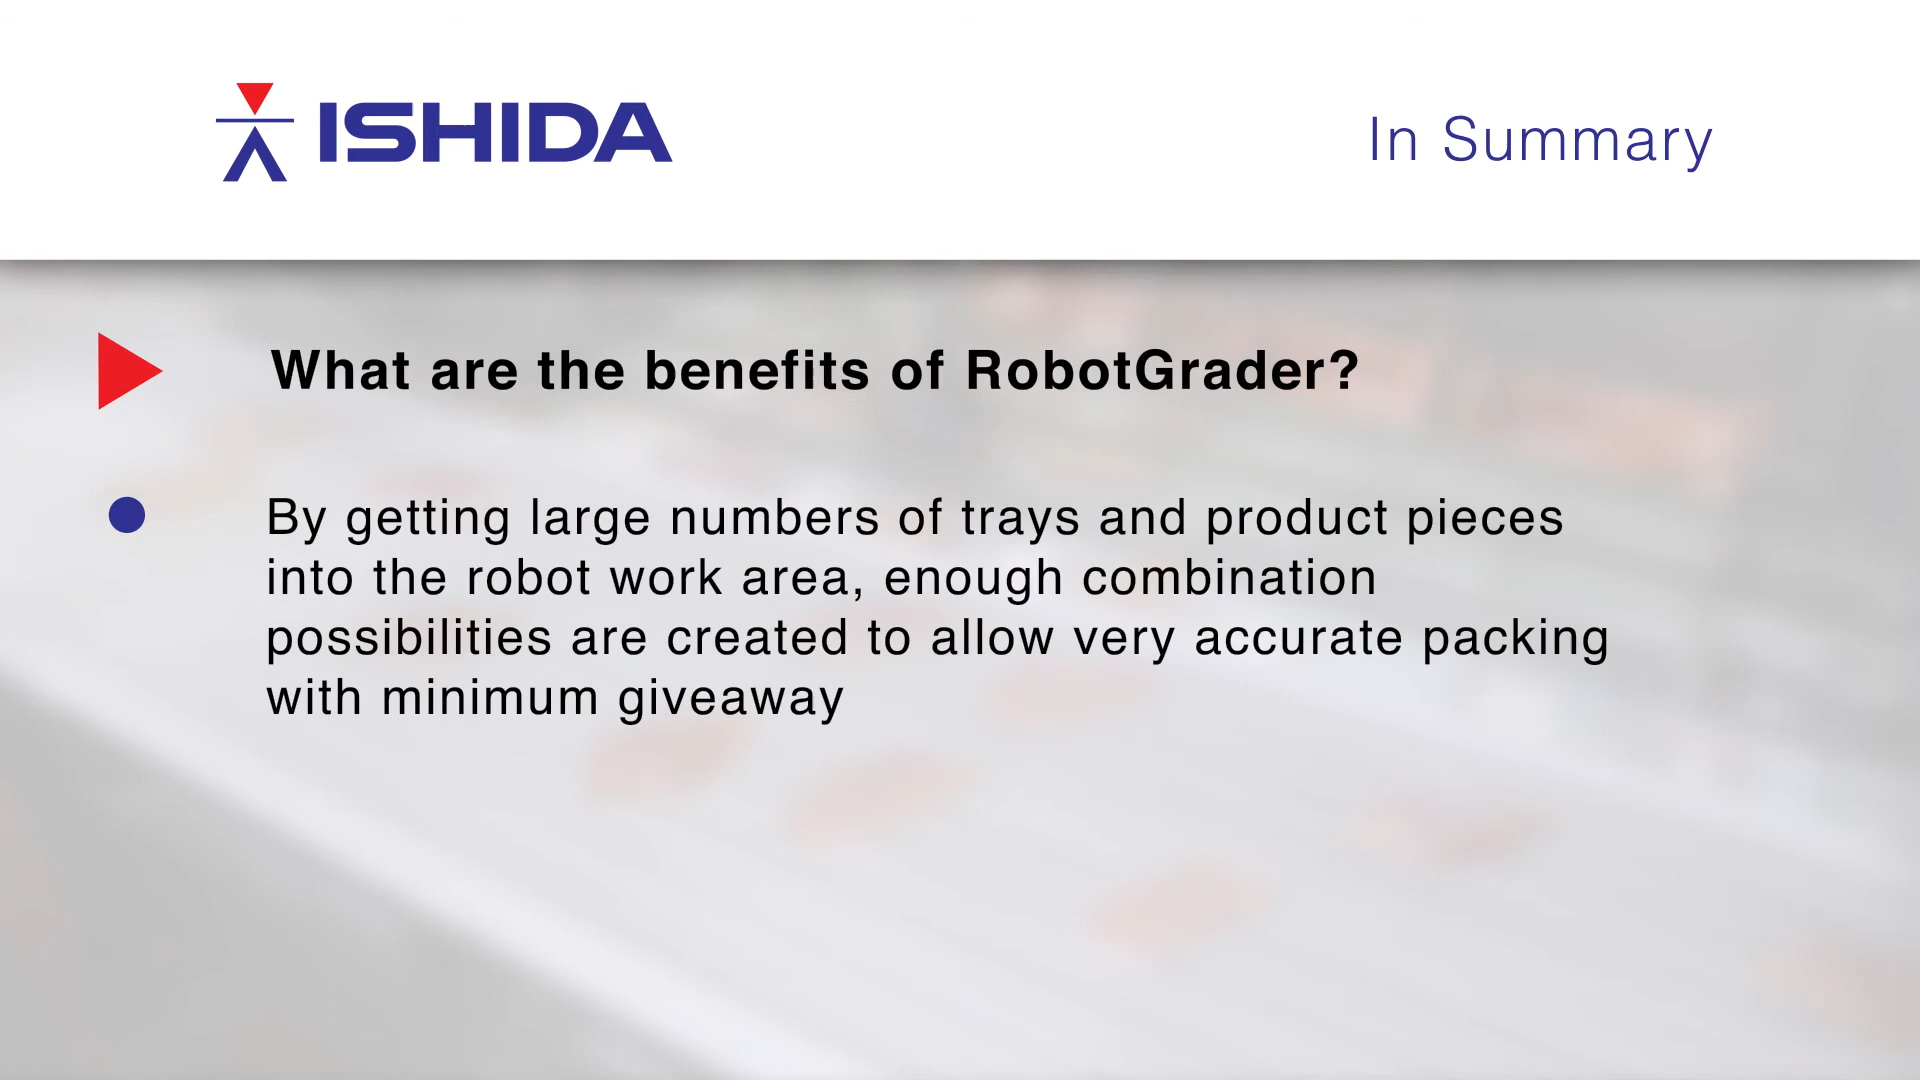 ISHIDA
In Summary
What are the benefits of RobotGrader?
By getting large numbers of trays and product pieces
into the robot work area, enough combination
possibilities are created to allow very accurate packing
with minimum giveaway